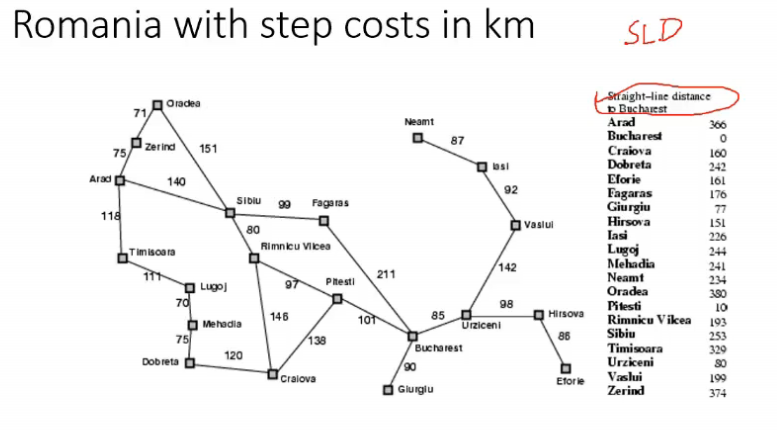 Romania with step costs in km
SLD
Oradea
71
Zerind
151
75
Arad
140
118
Sibiu
99
Fagaras
80
Rimnicu Vilcea
Timisoara
111
Lugoj
97
Pitesti
211
70
Mehadia
146
101
75
138
Dobreta
120
Craiova
Bucharest
90
Giurgiu
85
Urziceni
98
Hirsova
86
Eforie
142
Vaslui
92
Iasi
87
Neamt
Straight–line distance
to Bucharest
Arad 366
Bucharest 0
Craiova 160
Dobreta 242
Eforie 161
Fagaras 176
Giurgiu 77
Hirsova 151
Iasi 226
Lugoj 244
Mehadia 241
Neamt 234
Oradea 380
Pitesti 10
Rimnicu Vilcea 193
Sibiu 253
Timisoara 329
Urziceni 80
Vaslui 199
Zerind 374